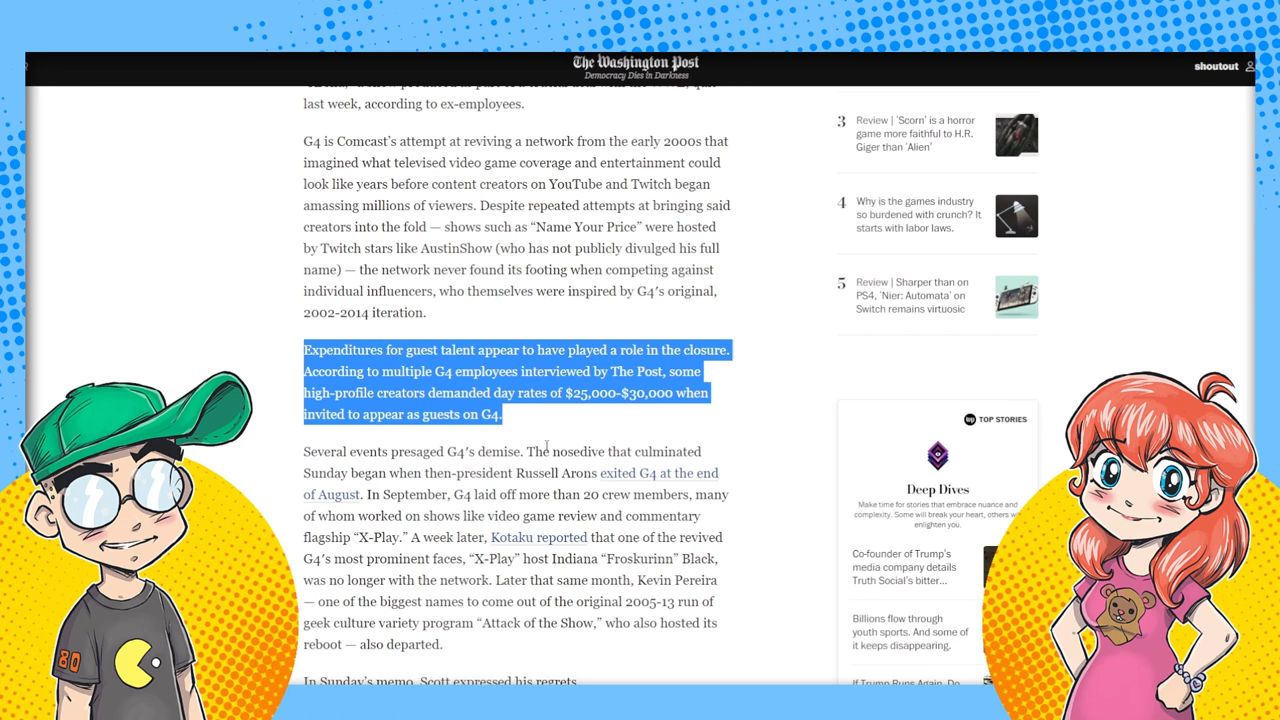 The Washington Post
Democracy Dies in Darkness
shoutout
last week, according to ex-employees.
G4 is Comcast’s attempt at reviving a network from the early 2000s that
imagined what televised video game coverage and entertainment could
look like years before content creators on YouTube and Twitch began
amassing millions of viewers. Despite repeated attempts at bringing said
creators into the fold — shows such as “Name Your Price” were hosted
by Twitch stars like AustinShow (who has not publicly divulged his full
name) — the network never found its footing when competing against
individual influencers, who themselves were inspired by G4’s original,
2002-2014 iteration.
Expenditures for guest talent appear to have played a role in the closure.
According to multiple G4 employees interviewed by The Post, some
high-profile creators demanded day rates of $25,000-$30,000 when
invited to appear as guests on G4.
Several events presaged G4’s demise. The nosedive that culminated
Sunday began when then-president Russell Arons exited G4 at the end
of August. In September, G4 laid off more than 20 crew members, many
of whom worked on shows like video game review and commentary
flagship “X-Play.” A week later, Kotaku reported that one of the revived
G4’s most prominent faces, “X-Play” host Indiana “Froskurinn” Black,
was no longer with the network. Later that same month, Kevin Pereira
— one of the biggest names to come out of the original 2005-13 run of
geek culture variety program “Attack of the Show,” who also hosted its
reboot — also departed.
In Sunday’s memo, Scott expressed his regrets.
3 Review | ‘Scorn’ is a horror
game more faithful to H.R.
Giger than ‘Alien’
4 Why is the games industry
so burdened with crunch? It
starts with labor laws.
5 Review | Sharper than on
PS4, ‘Nier: Automata’ on
Switch remains virtuosic
wp TOP STORIES
Deep Dives
Make time for stories that embrace nuance and
complexity. Some will break your heart, others
enlighten you.
Co-founder of Trump’s
media company details
Truth Social’s bitter...
Billions flow through
youth sports. And some of
it keeps disappearing.
If Trump Runs Again, Do
80